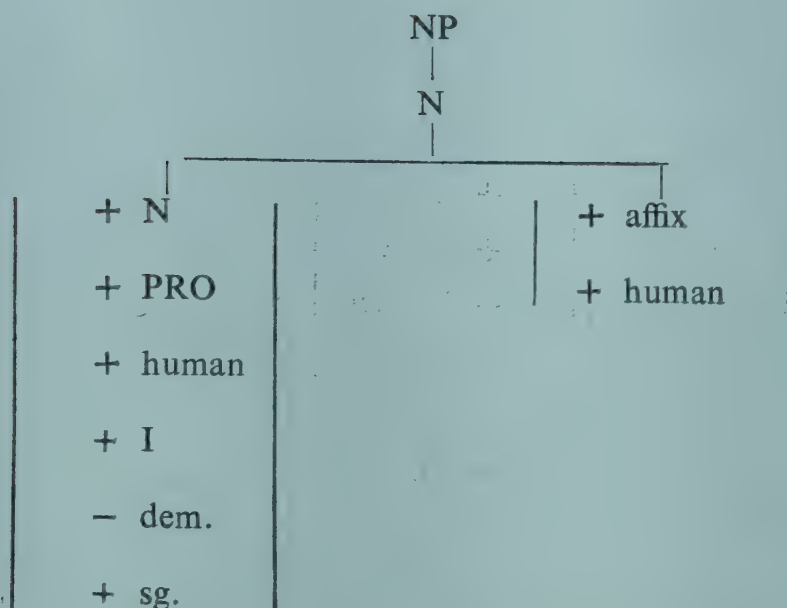 NP
N
+ N + affix
+ PRO + human
+ human
+ I
− dem.
+ sg.